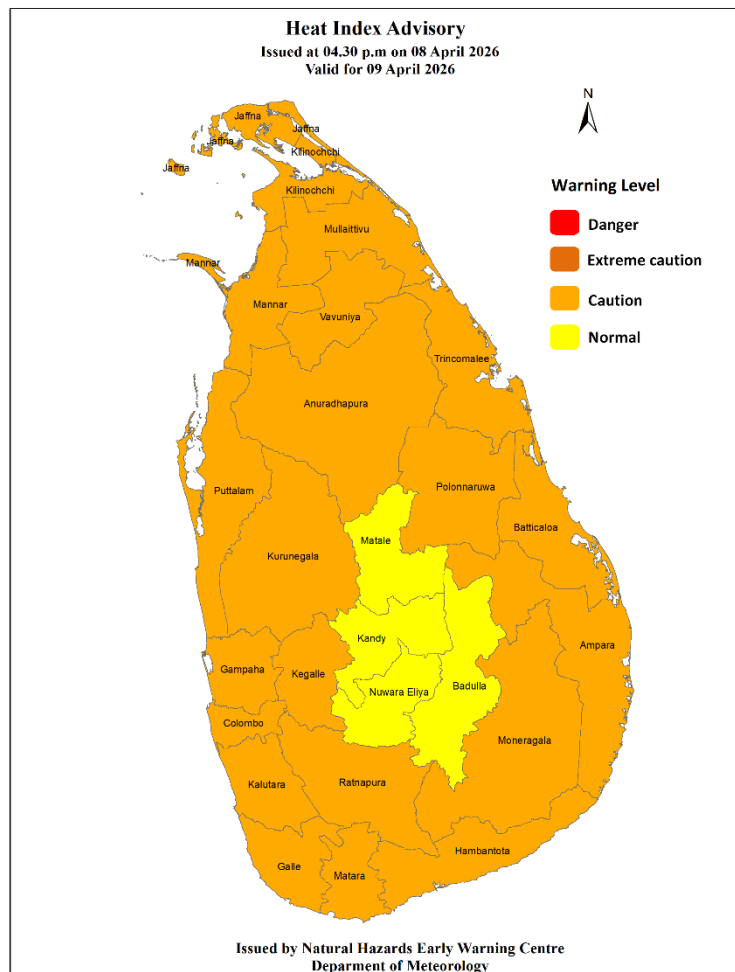 Heat Index Advisory
Issued at 04.30 p.m on 08 April 2026
Valid for 09 April 2026
N
Warning Level
Danger
Extreme caution
Caution
Normal
Jaffna
Jaffna
Jaffna
Kilinochchi
Jaffna
Kilinochchi
Mullaittivu
Mannar
Mannar
Vavuniya
Trincomalee
Anuradhapura
Puttalam
Polonnaruwa
Batticaloa
Matale
Kurunegala
Kandy
Ampara
Gampaha
Kegalle
Nuwara Eliya
Badulla
Colombo
Moneragala
Kalutara
Ratnapura
Hambantota
Galle
Matara
Issued by Natural Hazards Early Warning Centre
Deparment of Meteorology